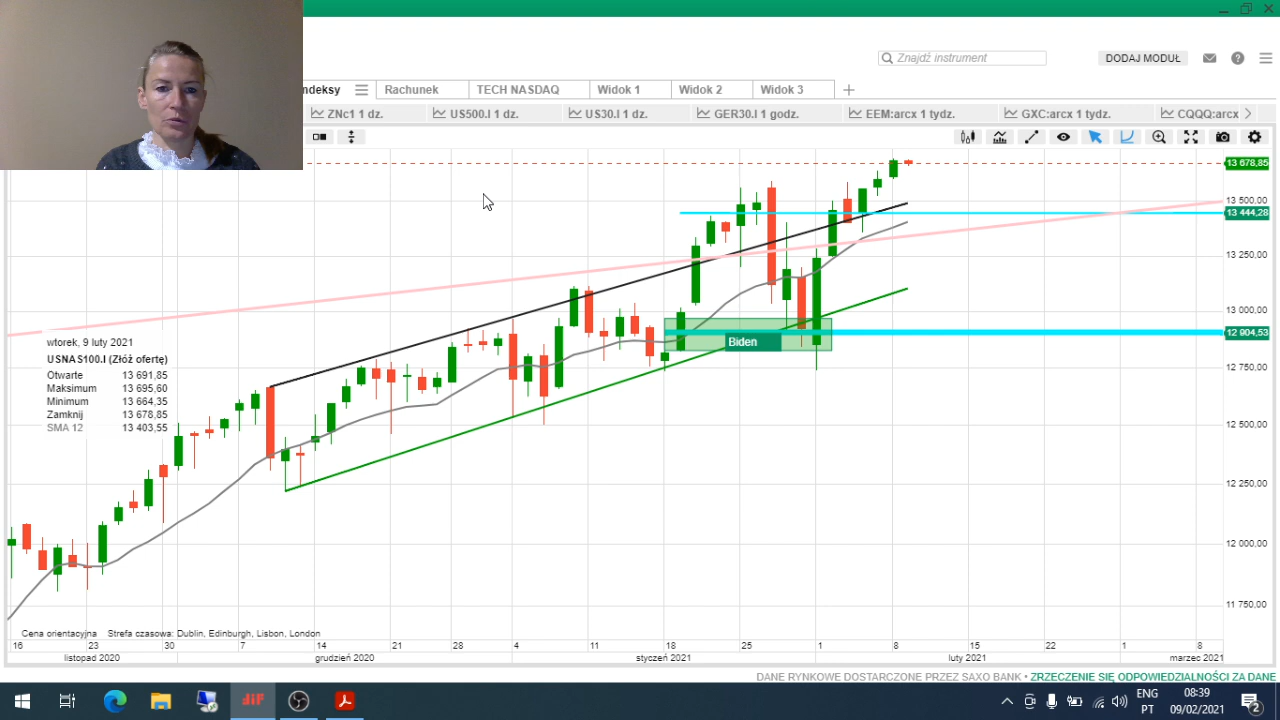 Znajdź instrument
DODAJ MODUŁ
ndeksy
Rachunek
TECH NASDAQ
Widok 1
Widok 2
Widok 3
ZNc1 1 dz.
US500.I 1 dz.
US30.I 1 dz.
GER30.I 1 godz.
EEM:arcx 1 tydz.
GXC:arcx 1 tydz.
CQQQ:arcx
13 678,85
13 500,00
13 444,28
13 250,00
13 000,00
12 904,53
12 750,00
12 500,00
12 250,00
12 000,00
11 750,00
Biden
wtorek, 9 luty 2021
USNAS100.I (Złóż ofertę)
Otwarte 13 691,85
Maksimum 13 695,60
Minimum 13 664,35
Zamknij 13 678,85
SMA 12 13 403,55
Cena orientacyjna Strefa czasowa: Dublin, Edinburgh, Lisbon, London
16 23 30 7 14 21 28 4 11 18 25 1 8 15 22 1 8
listopad 2020 grudzień 2020 styczeń 2021 luty 2021 marzec 2021
DANE RYNKOWE DOSTARCZONE PRZEZ SAXO BANK • ZRZECZENIE SIĘ ODPOWIEDZIALNOŚCI ZA DANE
DiF
ENG
PT
08:39
09/02/2021
2